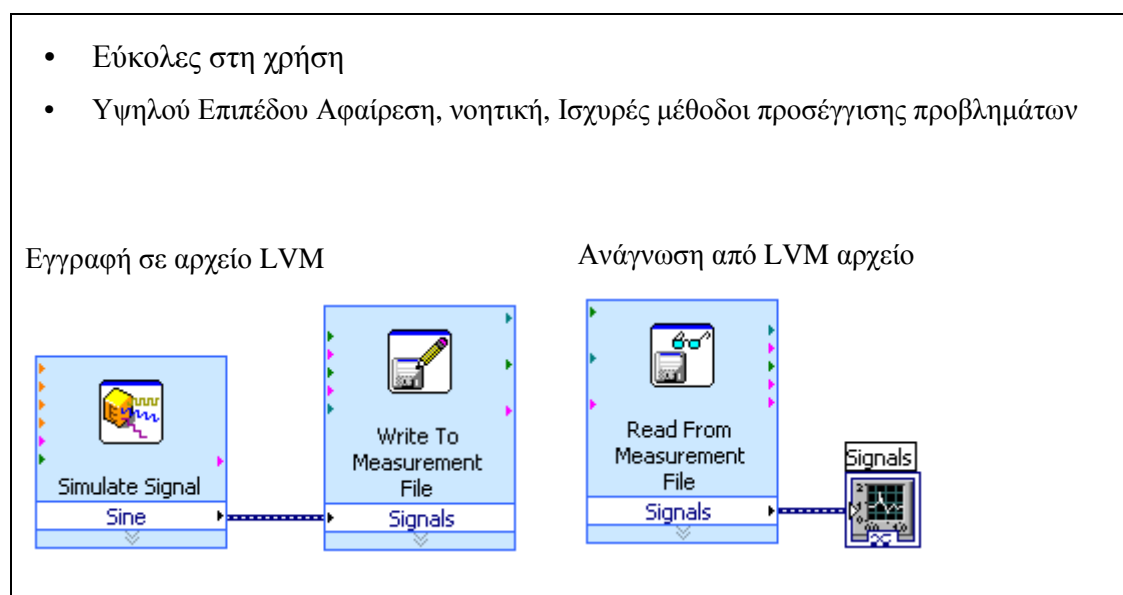 • Εύκολες στη χρήση
• Υψηλού Επιπέδου Αφαίρεση, νοητική, Ισχυρές μέθοδοι προσέγγισης προβλημάτων
Εγγραφή σε αρχείο LVM
Ανάγνωση από LVM αρχείο
Simulate Signal
Sine
Write To
Measurement
File
Signals
Read From
Measurement
File
Signals
Signals